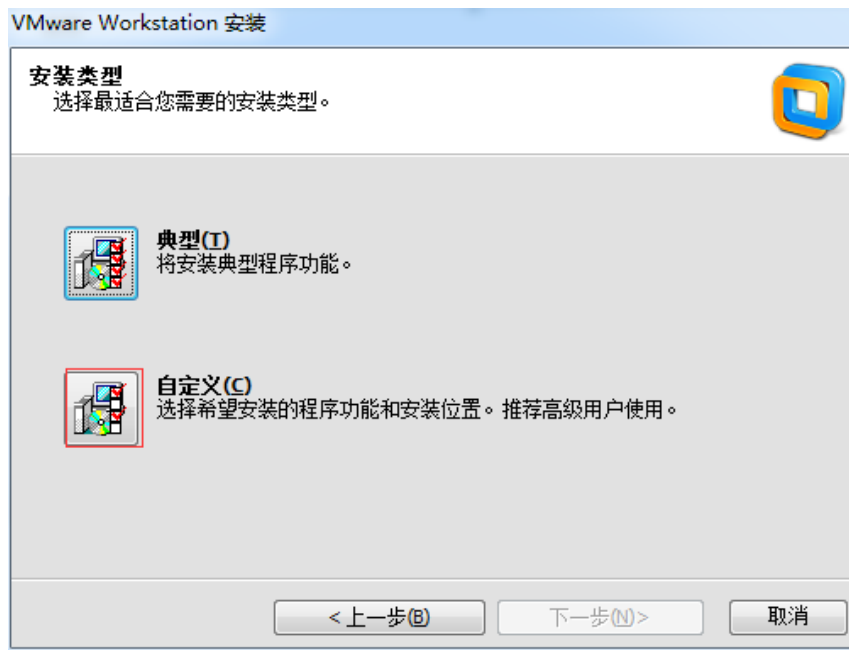 VMware Workstation 安装
安装类型
选择最适合您需要的安装类型。
典型(T)
将安装典型程序功能。
自定义(C)
选择希望安装的程序功能和安装位置。推荐高级用户使用。
<上一步(B)
下一步(N)>
取消